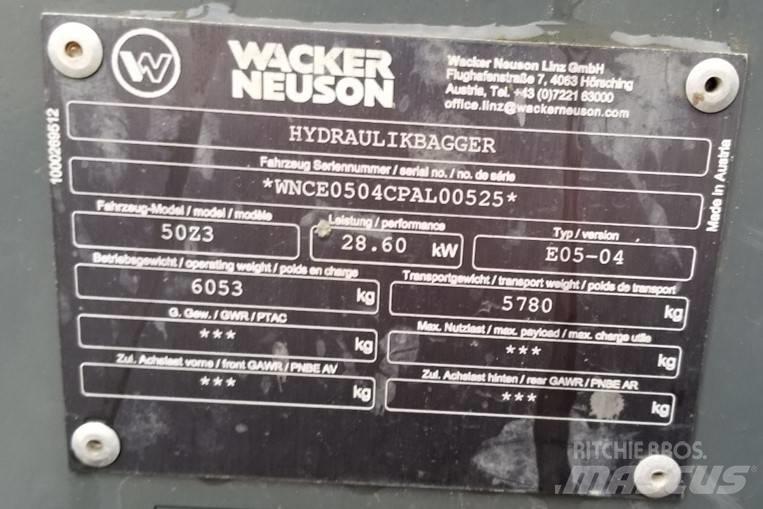 WACKER
NEUSON
Wacker Neuson Linz GmbH
Flughafenstraße 7, 4063 Hörsching
Austria, Tel. +43 (0)7221 63000
office.linz@wackerneuson.com
1000269512
HYDRAULIKBAGGER
Fahrzeug Seriennummer / serial no. / no. de série
*WNCE0504CPAL00525*
Fahrzeug-Model / model / modèle
50Z3
Leistung / performance
28.60 kW
Typ / version
E05-04
Betriebsgewicht / operating weight / poids en charge
6053 kg
Transportgewicht / transport weight / poids de transport
5780 kg
G. Gew. / GWR / PTAC
*** kg
Max. Nutzlast / max. payload / max. charge utile
*** kg
Zul. Achslast vorne / front GAWR / PNBE AV
*** kg
Zul. Achslast hinten / rear GAWR / PNBE AR
*** kg
Made in Austria
RITCHIE BROS.
MASCUS